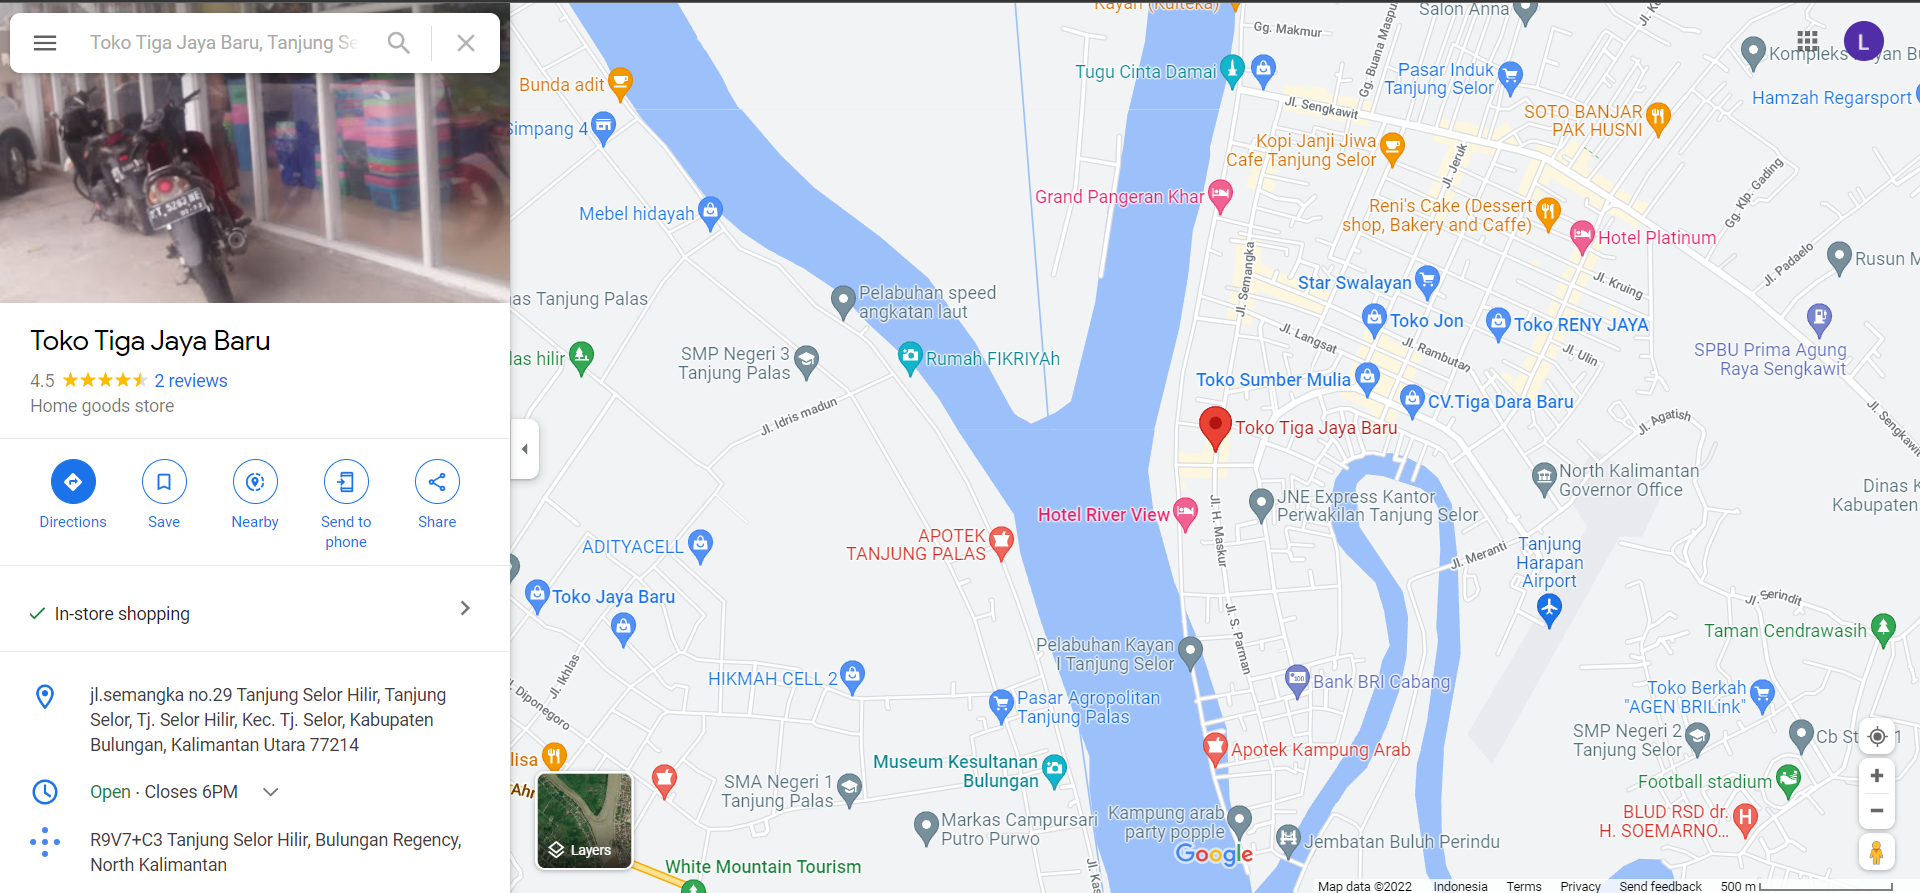 Toko Tiga Jaya Baru, Tanjung Se
Toko Tiga Jaya Baru
4.5
2 reviews
Home goods store
Directions
Save
Nearby
Send to
phone
Share
In-store shopping
jl.semangka no.29 Tanjung Selor Hilir, Tanjung
Selor, Tj. Selor Hilir, Kec. Tj. Selor, Kabupaten
Bulungan, Kalimantan Utara 77214
Open · Closes 6PM
R9V7+C3 Tanjung Selor Hilir, Bulungan Regency,
North Kalimantan
Kayan (Kulteka)
Gg. Makmur
Gg. Buana Maspu
Salon Anna
L
Kompleks
Tugu Cinta Damai
Pasar Induk
Tanjung Selor
Hamzah Regarsport
Bunda adit
Simpang 4
Jl. Sengkawit
SOTO BANJAR
PAK HUSNI
Kopi Janji Jiwa
Cafe Tanjung Selor
Jl. Jeruk
Gg. Klp. Gading
Grand Pangeran Khar
Mebel hidayah
Reni's Cake (Dessert
shop, Bakery and Caffe)
Hotel Platinum
Jl. Semangka
Jl. Padaelo
Rusun M
Star Swalayan
Jl. Kruing
as Tanjung Palas
Pelabuhan speed
angkatan laut
Toko Jon
Toko RENY JAYA
Jl. Langsat
Jl. Rambutan
Jl. Ulin
SPBU Prima Agung
Raya Sengkawit
las hilir
SMP Negeri 3
Tanjung Palas
Rumah FIKRIYAh
Toko Sumber Mulia
CV.Tiga Dara Baru
Jl. Idris madun
Toko Tiga Jaya Baru
Jl. Agatish
Jl. Sengkawit
North Kalimantan
Governor Office
Dinas K
Kabupaten
JNE Express Kantor
Perwakilan Tanjung Selor
Hotel River View
Jl. H. Maskur
APOTEK
TANJUNG PALAS
ADITYACELL
Jl. Meranti
Tanjung
Harapan
Airport
Toko Jaya Baru
Jl. Serindit
Jl. S. Parman
Taman Cendrawasih
Pelabuhan Kayan
I Tanjung Selor
Jl. Ikhlas
HIKMAH CELL 2
Bank BRI Cabang
Jl. Diponegoro
Pasar Agropolitan
Tanjung Palas
Toko Berkah
"AGEN BRILink"
SMP Negeri 2
Tanjung Selor
Apotek Kampung Arab
lisa
Museum Kesultanan
Bulungan
SMA Negeri 1
Tanjung Palas
Football stadium
Markas Campursari
Putro Purwo
Kampung arab
party popple
BLUD RSD dr.
H. SOEMARNO...
H
Jembatan Buluh Perindu
Layers
Google
White Mountain Tourism
Map data ©2022
Indonesia
Terms
Privacy
Send feedback
500 m